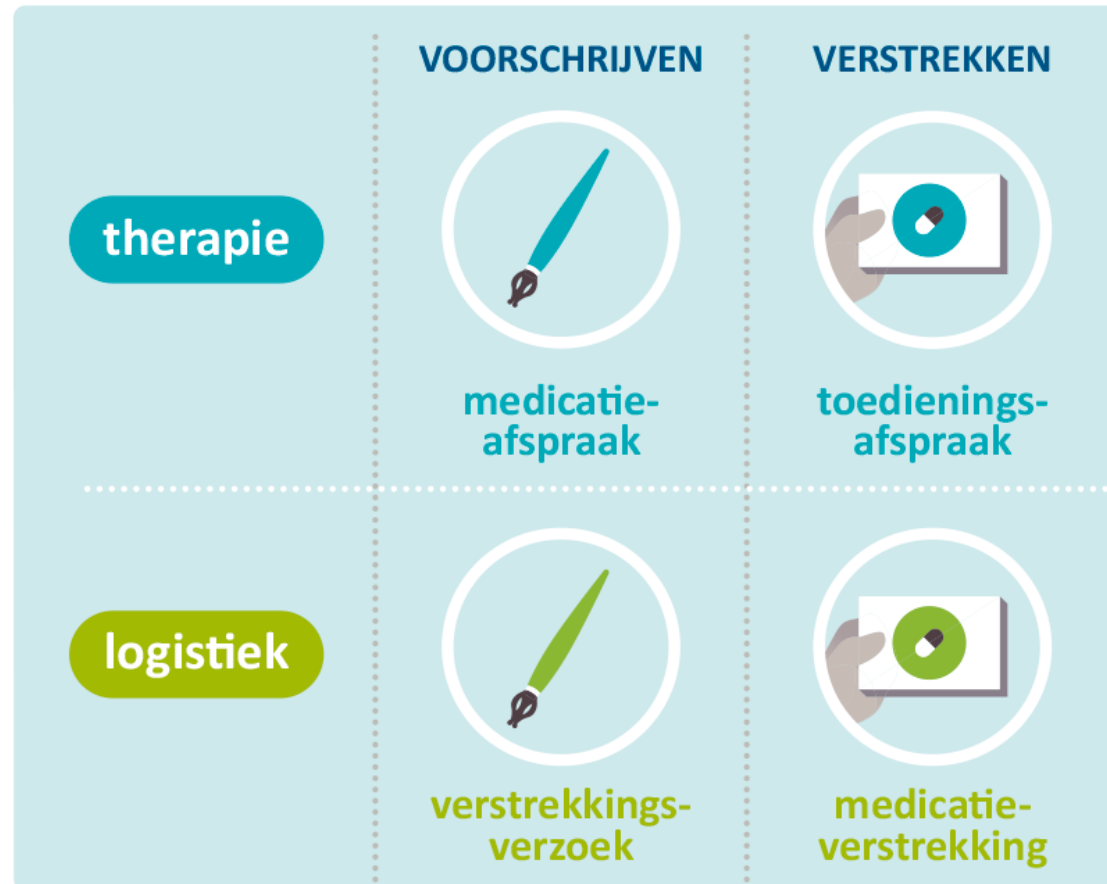 VOORSCHRIJVEN
VERSTREKKEN
therapie
medicatie-
afspraak
toedienings-
afspraak
logistiek
verstrekkings-
verzoek
medicatie-
verstrekking